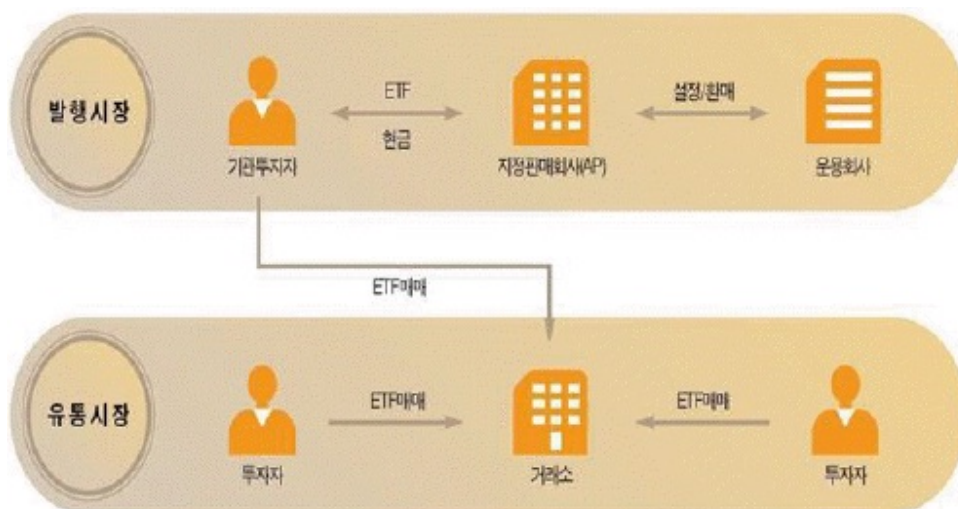 발행시장
ETF
현금
설정/환매
기관투자자
지정판매회사(AP)
운용회사
ETF매매
유통시장
ETF매매
ETF매매
투자자
거래소
투자자